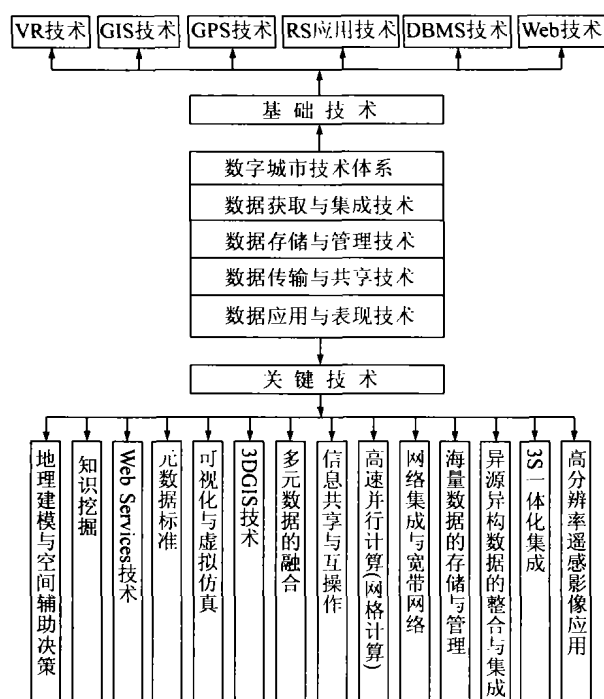 VR技术
GIS技术
GPS技术
RS应用技术
DBMS技术
Web技术
基础技术
数字城市技术体系
数据获取与集成技术
数据存储与管理技术
数据传输与共享技术
数据应用与表现技术
关键技术
地理建模与空间辅助决策
知识挖掘
Web Services技术
元数据标准
可视化与虚拟仿真
3DGIS技术
多元数据的融合
信息共享与互操作
高速并行计算(网格计算)
网络集成与宽带网络
海量数据的存储与管理
异源异构数据的整合与集成
3S一体化集成
高分辨率遥感影像应用